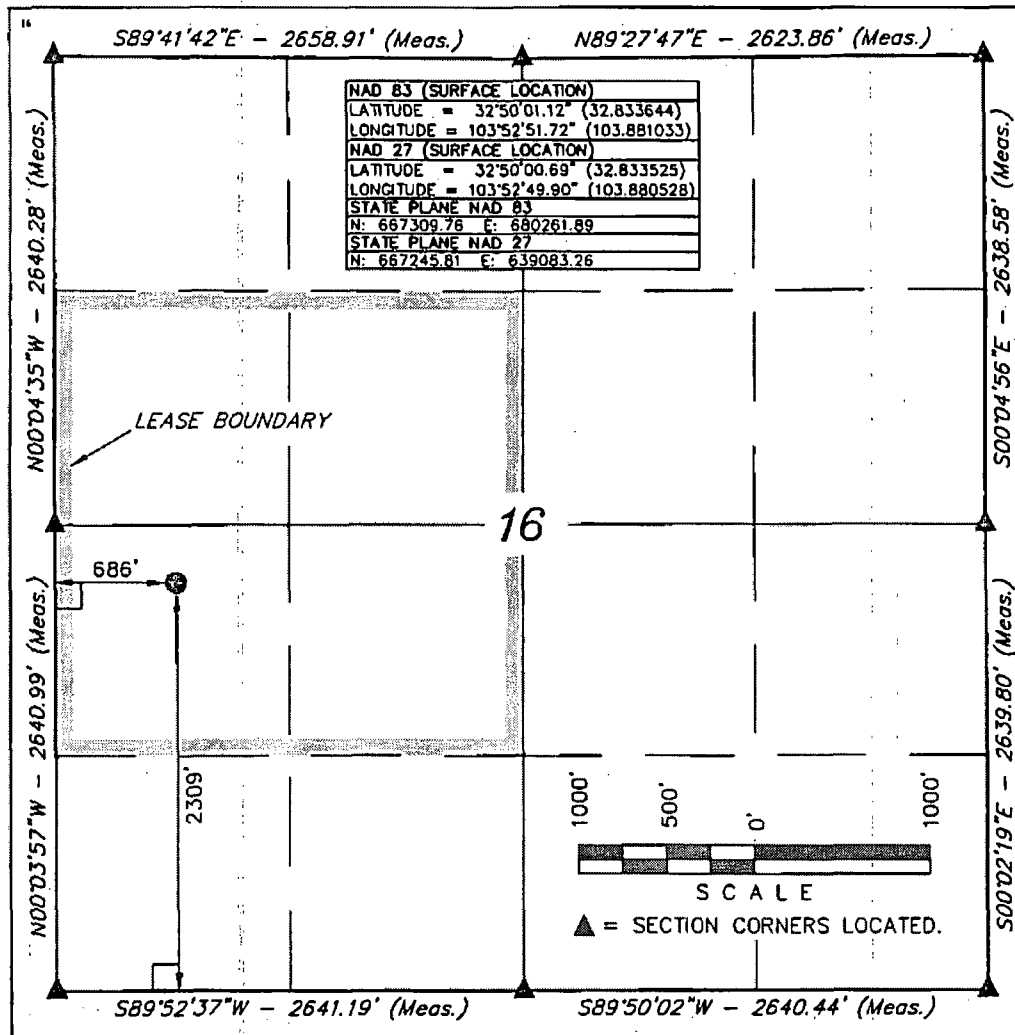 16
S89°41'42"E - 2658.91' (Meas.)
N89°27'47"E - 2623.86' (Meas.)
NAD 83 (SURFACE LOCATION)
LATITUDE = 32°50'01.12" (32.833644)
LONGITUDE = 103°52'51.72" (103.881033)
NAD 27 (SURFACE LOCATION)
LATITUDE = 32°50'00.69" (32.833525)
LONGITUDE = 103°52'49.90" (103.880528)
STATE PLANE NAD 83
N: 667309.76 E: 680261.89
STATE PLANE NAD 27
N: 667245.81 E: 639083.26
N00°04'35"W - 2640.28' (Meas.)
S00°04'56"E - 2638.58' (Meas.)
LEASE BOUNDARY
16
686'
N00°03'57"W - 2640.99' (Meas.)
2309'
S00°02'19"E - 2639.80' (Meas.)
1000'
500'
0'
1000'
SCALE
= SECTION CORNERS LOCATED.
S89°52'37"W - 2641.19' (Meas.)
S89°50'02"W - 2640.44' (Meas.)